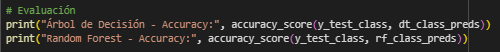 # Evaluación
print("Árbol de Decisión - Accuracy:", accuracy_score(y_test_class, dt_class_preds))
print("Random Forest - Accuracy:", accuracy_score(y_test_class, rf_class_preds))